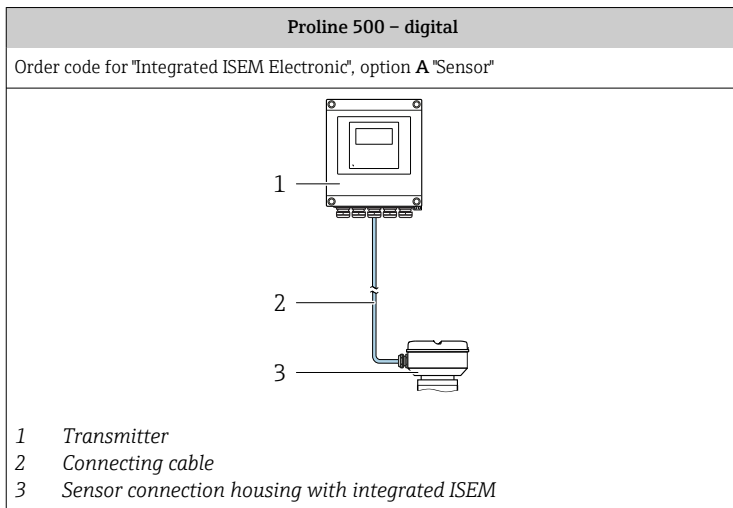 Proline 500 – digital
Order code for "Integrated ISEM Electronic", option A "Sensor"
1
2
3
1 Transmitter
2 Connecting cable
3 Sensor connection housing with integrated ISEM